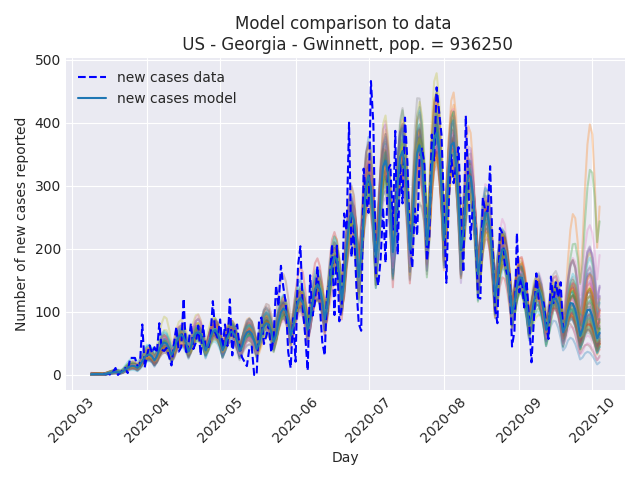 Model comparison to data
US - Georgia - Gwinnett, pop. = 936250
Number of new cases reported
500
400
300
200
100
0
new cases data
new cases model
2020-03
2020-04
2020-05
2020-06
2020-07
2020-08
2020-09
2020-10
Day